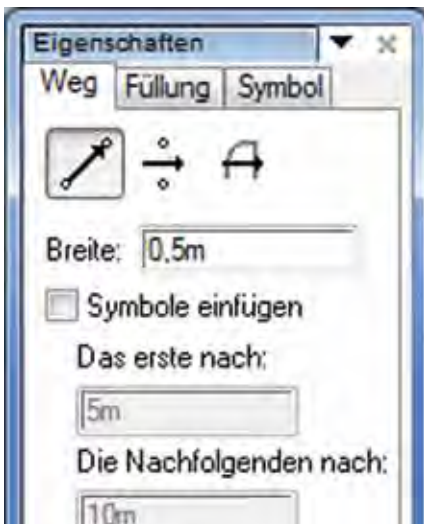 Eigenschaften
Weg Füllung Symbol
Breite: 0,5m
Symbole einfügen
Das erste nach:
5m
Die Nachfolgenden nach:
10m